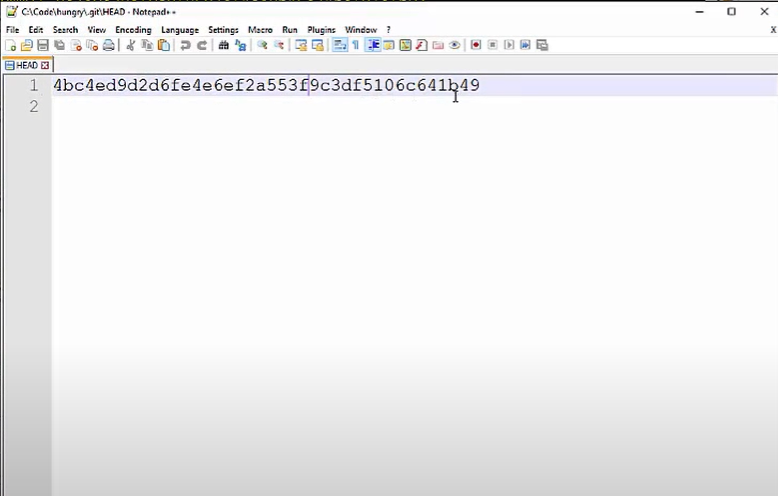 C:\Code\hungry\.git\HEAD - Notepad++
File Edit Search View Encoding Language Settings Macro Run Plugins Window ? X
HEAD
1 4bc4ed9d2d6fe4e6ef2a553f9c3df5106c641b49
2